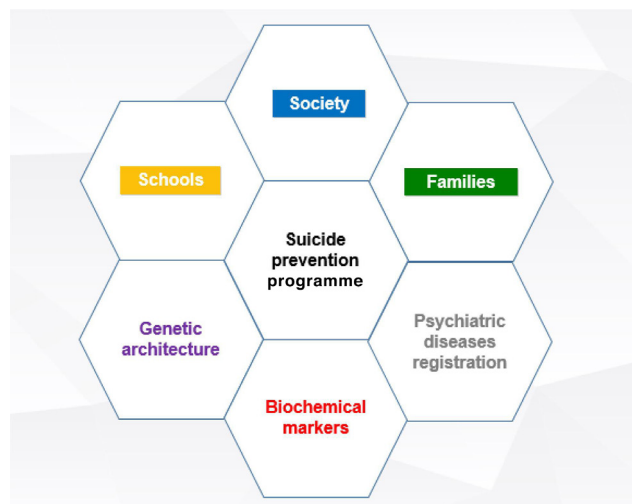 Society
Schools
Families
Suicide
prevention
programme
Genetic
architecture
Psychiatric
diseases
registration
Biochemical
markers